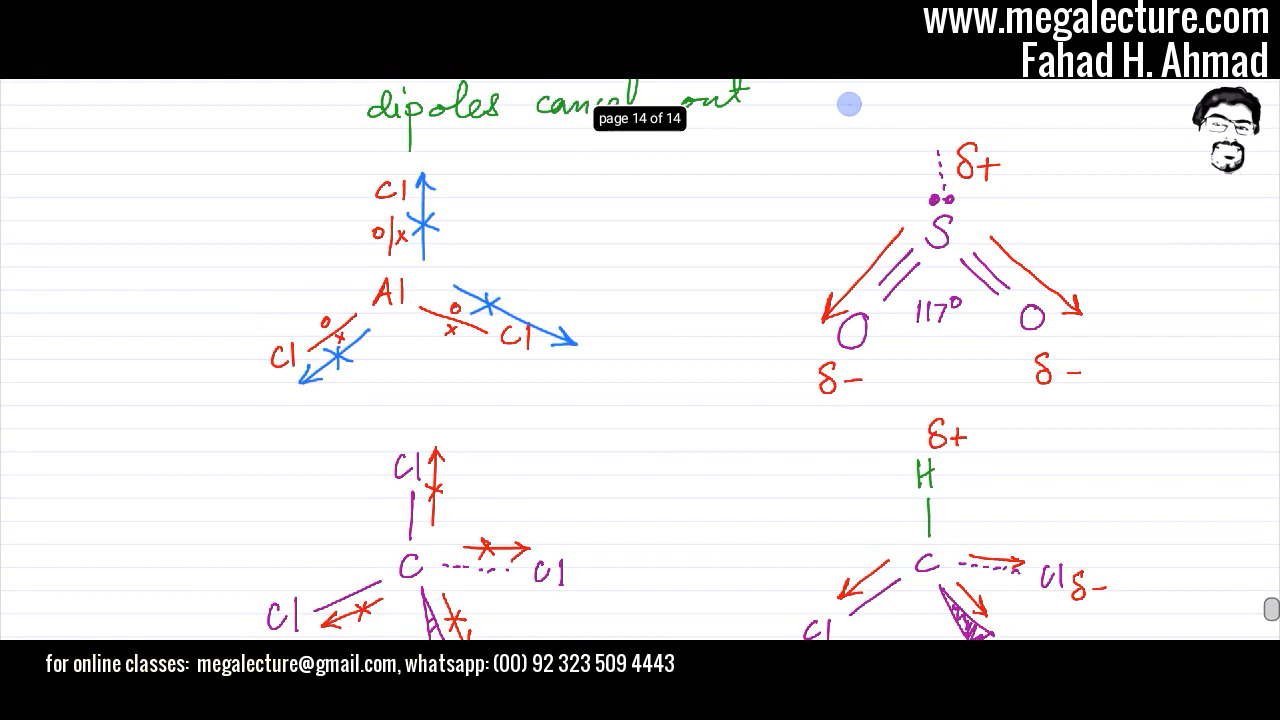 www.megalecture.com
Fahad H. Ahmad
dipoles cancel out
page 14 of 14
Cl
o x
Al
o x
Cl
o x
Cl
δ+
S
117°
O
O
δ-
δ-
Cl
C
Cl
Cl
δ+
H
C
Cl δ-
Cl
for online classes: megalecture@gmail.com, whatsapp: (00) 92 323 509 4443